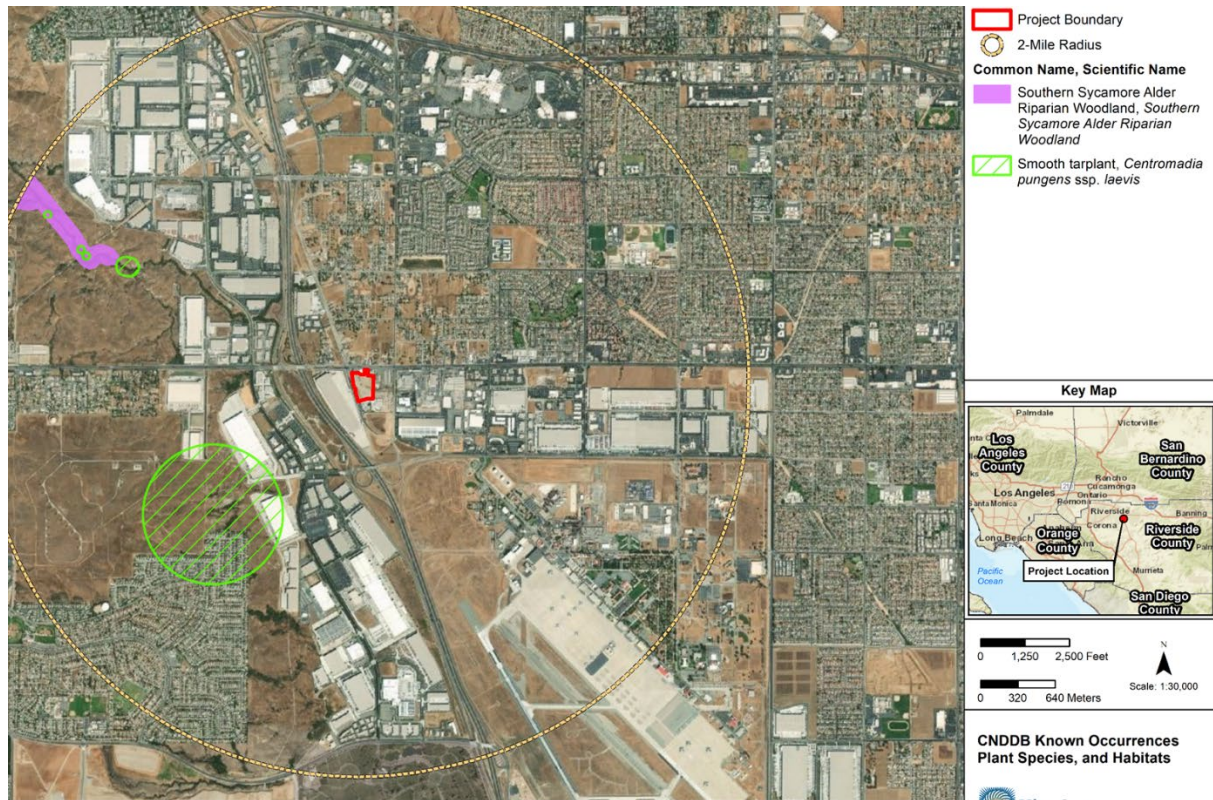 Project Boundary
2-Mile Radius
Common Name, Scientific Name
Southern Sycamore Alder
Riparian Woodland, Southern
Sycamore Alder Riparian
Woodland
Smooth tarplant, Centromadia
pungens ssp. laevis
Key Map
Palmdale
Victorville
Los
Angeles
County
San
Bernardino
County
Rancho
Cucamonga
Los Angeles
Ontario
Pomona
Santa Monica
Riverside
Banning
Corona
Orange
County
Riverside
County
Long Beach
Pacific
Ocean
Project Location
Murrieta
San Diego
County
0 1,250 2,500 Feet
0 320 640 Meters
N
Scale: 1:30,000
CNDDB Known Occurrences
Plant Species, and Habitats